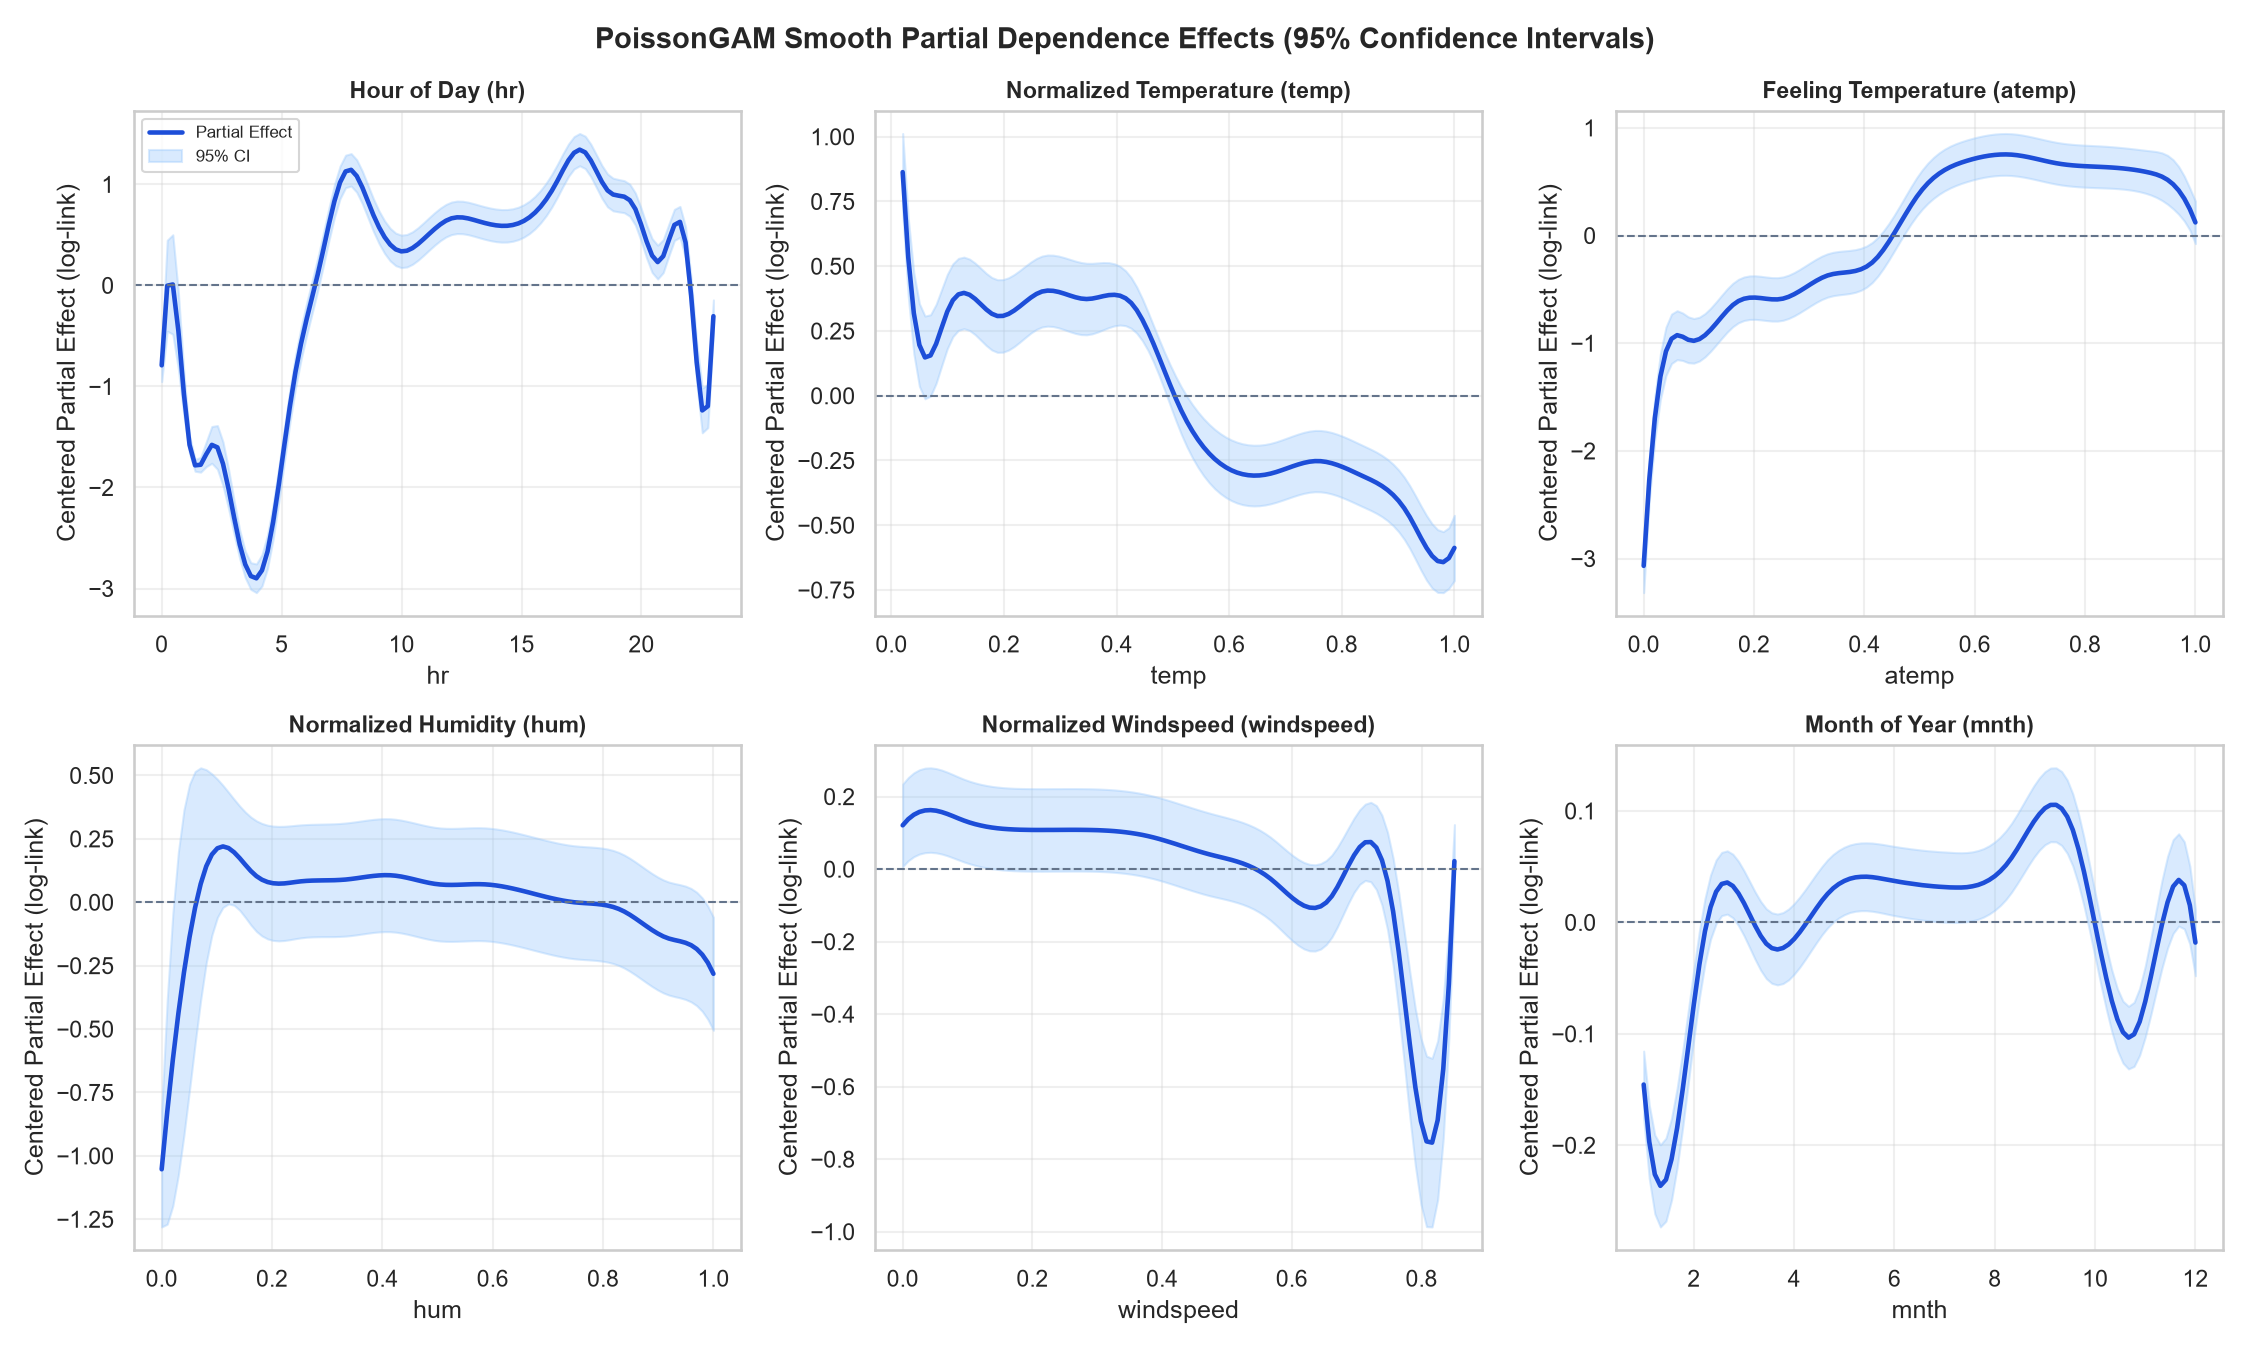 PoissonGAM Smooth Partial Dependence Effects (95% Confidence Intervals)
Hour of Day (hr)
Partial Effect
95% CI
Centered Partial Effect (log-link)
1
0
−1
−2
−3
0 5 10 15 20
hr
Normalized Temperature (temp)
Centered Partial Effect (log-link)
1.00
0.75
0.50
0.25
0.00
−0.25
−0.50
−0.75
0.0 0.2 0.4 0.6 0.8 1.0
temp
Feeling Temperature (atemp)
Centered Partial Effect (log-link)
1
0
−1
−2
−3
0.0 0.2 0.4 0.6 0.8 1.0
atemp
Normalized Humidity (hum)
Centered Partial Effect (log-link)
0.50
0.25
0.00
−0.25
−0.50
−0.75
−1.00
−1.25
0.0 0.2 0.4 0.6 0.8 1.0
hum
Normalized Windspeed (windspeed)
Centered Partial Effect (log-link)
0.2
0.0
−0.2
−0.4
−0.6
−0.8
−1.0
0.0 0.2 0.4 0.6 0.8
windspeed
Month of Year (mnth)
Centered Partial Effect (log-link)
0.1
0.0
−0.1
−0.2
2 4 6 8 10 12
mnth